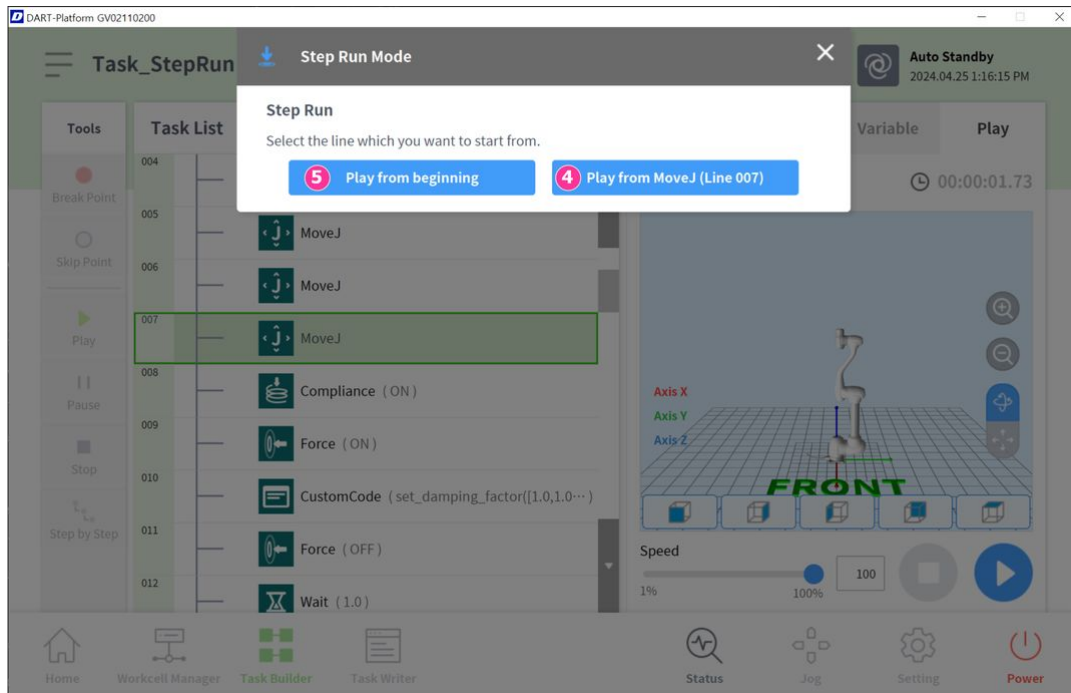 DART-Platform GV02110200
Task_StepRun
Step Run Mode
Auto Standby
2024.04.25 1:16:15 PM
Step Run
Select the line which you want to start from.
5 Play from beginning
4 Play from MoveJ (Line 007)
Tools
Task List
Variable
Play
00:00:01.73
Break Point
Skip Point
Play
Pause
Stop
Step by Step
004
005 MoveJ
006 MoveJ
007 MoveJ
008 Compliance ( ON )
009 Force ( ON )
010 CustomCode ( set_damping_factor([1.0,1.0··· )
011 Force ( OFF )
012 Wait ( 1.0 )
Axis X
Axis Y
Axis Z
FRONT
Speed
1%
100%
100
Home
Workcell Manager
Task Builder
Task Writer
Status
Jog
Setting
Power